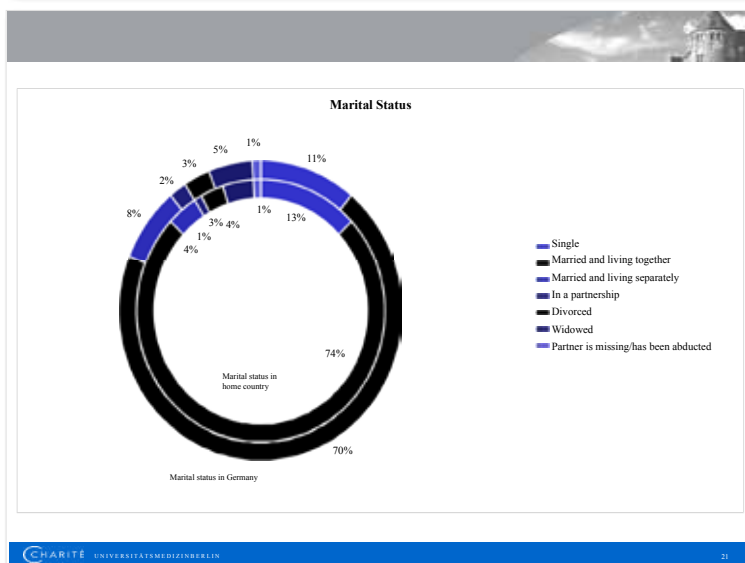 Marital Status
1%
5%
11%
3%
2%
8%
1%
13%
3%
4%
1%
4%
Single
Married and living together
Married and living separately
In a partnership
Divorced
Widowed
Partner is missing/has been abducted
74%
Marital status in
home country
70%
Marital status in Germany
CHARITÉ UNIVERSITÄTSMEDIZINBERLIN
21